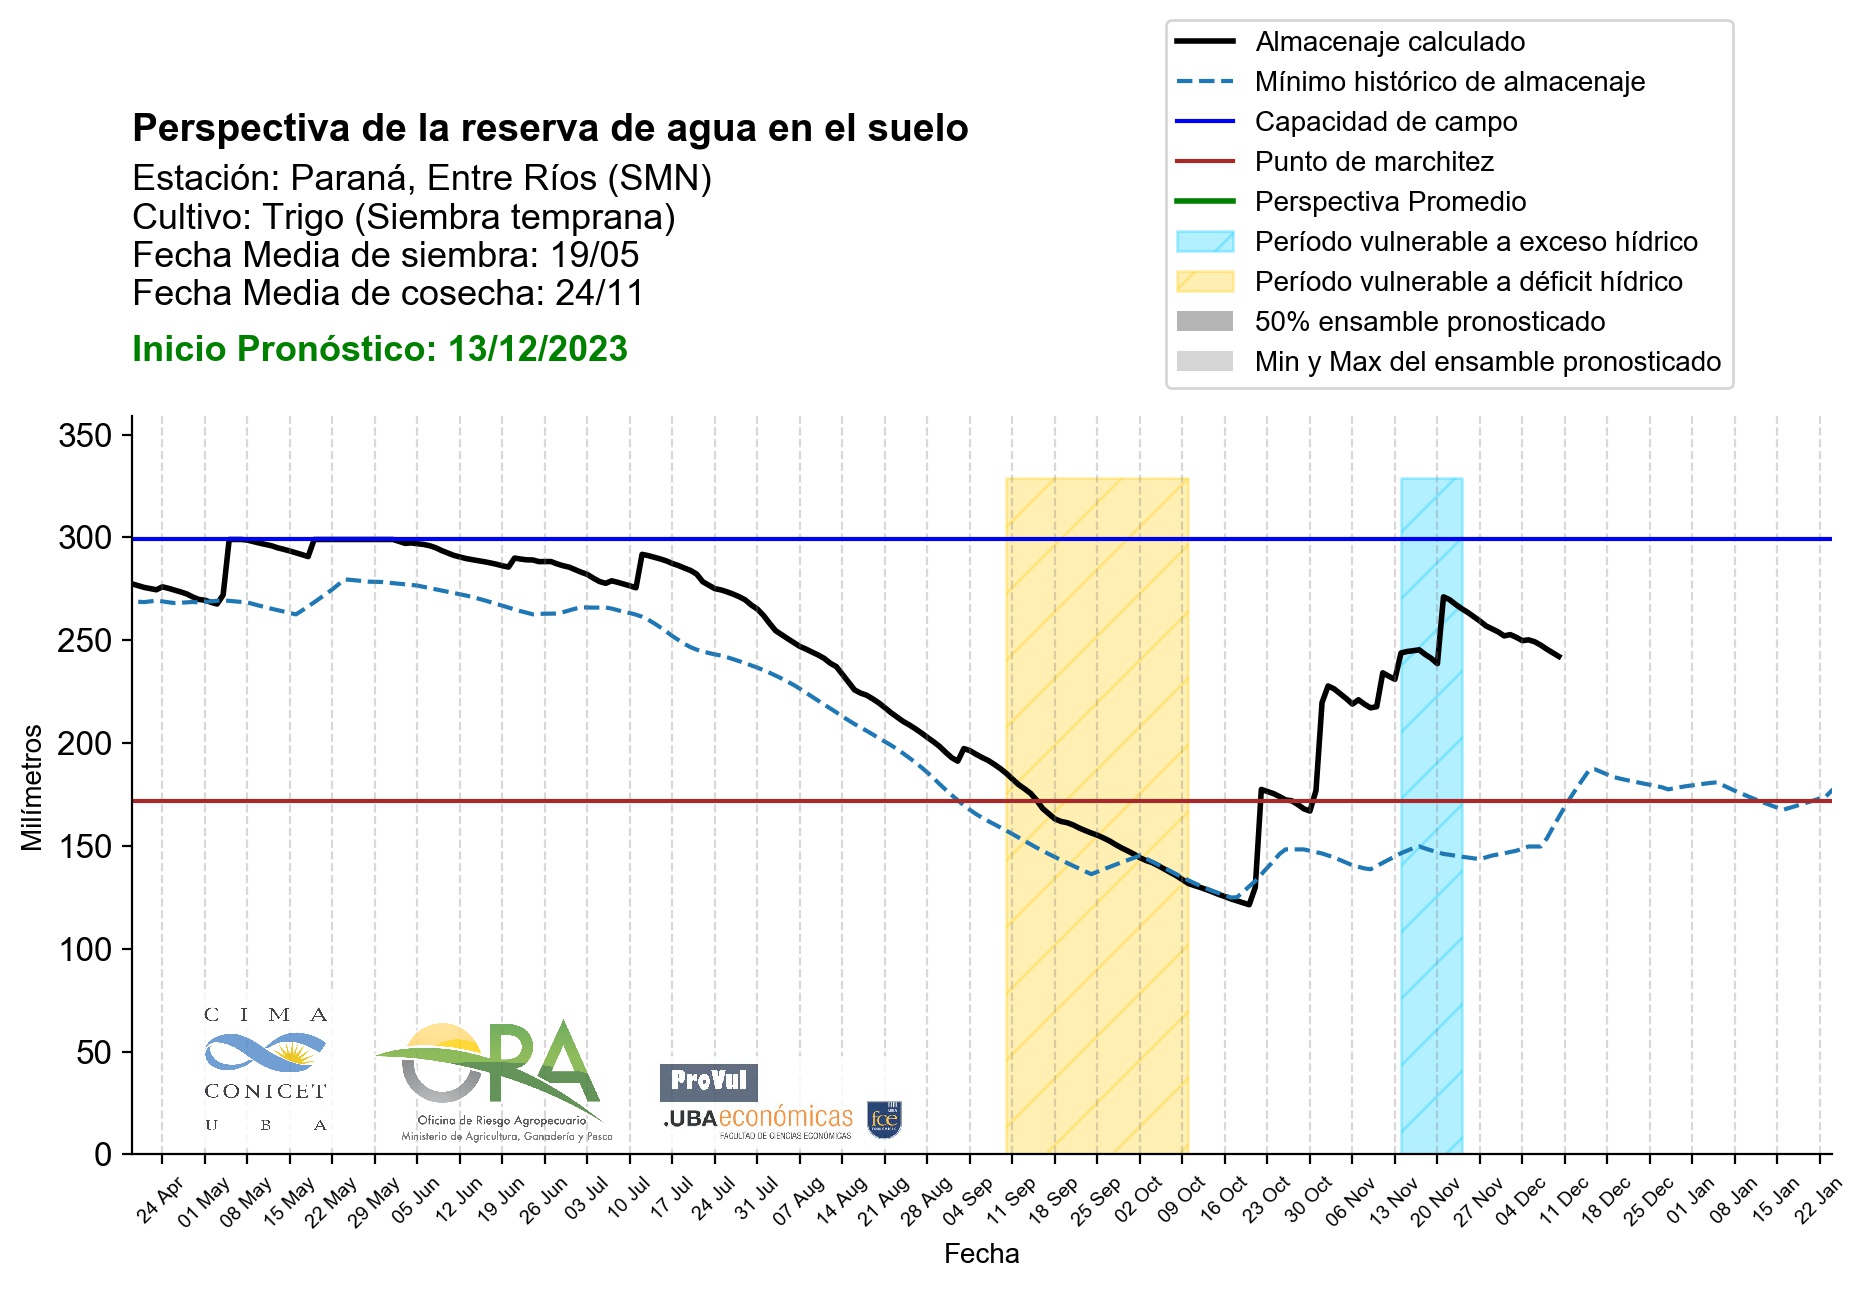 Almacenaje calculado
Mínimo histórico de almacenaje
Capacidad de campo
Punto de marchitez
Perspectiva Promedio
Período vulnerable a exceso hídrico
Período vulnerable a déficit hídrico
50% ensamble pronosticado
Min y Max del ensamble pronosticado
Perspectiva de la reserva de agua en el suelo
Estación: Paraná, Entre Ríos (SMN)
Cultivo: Trigo (Siembra temprana)
Fecha Media de siembra: 19/05
Fecha Media de cosecha: 24/11
Inicio Pronóstico: 13/12/2023
350
300
250
200
150
100
50
0
Milímetros
CIMA
CONICET
UBA
ORA
Oficina de Riesgo Agropecuario
Ministerio de Agricultura, Ganadería y Pesca
ProVul
.UBAeconómicas
FACULTAD DE CIENCIAS ECONÓMICAS
fce
24 Apr
01 May
08 May
15 May
22 May
29 May
05 Jun
12 Jun
19 Jun
26 Jun
03 Jul
10 Jul
17 Jul
24 Jul
31 Jul
07 Aug
14 Aug
21 Aug
28 Aug
04 Sep
11 Sep
18 Sep
25 Sep
02 Oct
09 Oct
16 Oct
23 Oct
30 Oct
06 Nov
13 Nov
20 Nov
27 Nov
04 Dec
11 Dec
18 Dec
25 Dec
01 Jan
08 Jan
15 Jan
22 Jan
Fecha